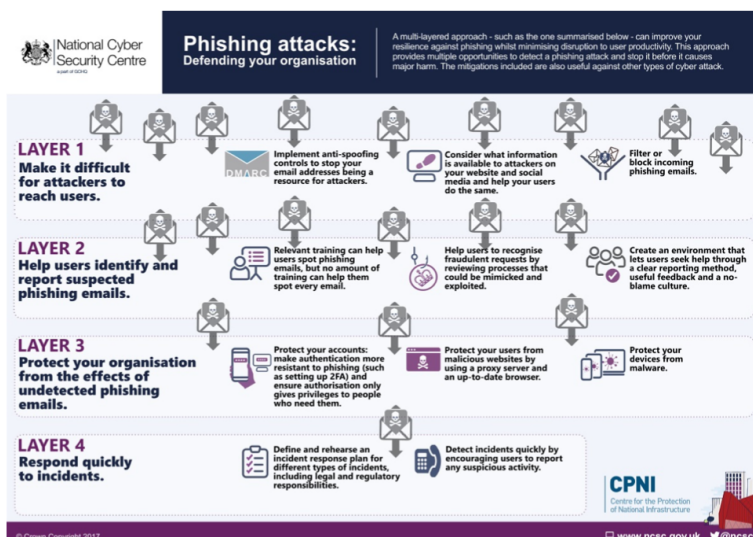 National Cyber
Security Centre
a part of GCHQ
Phishing attacks:
Defending your organisation
A multi-layered approach - such as the one summarised below - can improve your
resilience against phishing whilst minimising disruption to user productivity. This approach
provides multiple opportunities to detect a phishing attack and stop it before it causes
major harm. The mitigations included are also useful against other types of cyber attack.
LAYER 1
Make it difficult
for attackers to
reach users.
DMARC
Implement anti-spoofing
controls to stop your
email addresses being a
resource for attackers.
Consider what information
is available to attackers on
your website and social
media and help your users
do the same.
Filter or
block incoming
phishing emails.
LAYER 2
Help users identify and
report suspected
phishing emails.
Relevant training can help
users spot phishing
emails, but no amount of
training can help them
spot every email.
Help users to recognise
fraudulent requests by
reviewing processes that
could be mimicked and
exploited.
Create an environment that
lets users seek help through
a clear reporting method,
useful feedback and a no-
blame culture.
LAYER 3
Protect your organisation
from the effects of
undetected phishing
emails.
Protect your accounts:
make authentication more
resistant to phishing (such
as setting up 2FA) and
ensure authorisation only
gives privileges to people
who need them.
Protect your users from
malicious websites by
using a proxy server and
an up-to-date browser.
Protect your
devices from
malware.
LAYER 4
Respond quickly
to incidents.
Define and rehearse an
incident response plan for
different types of incidents,
including legal and regulatory
responsibilities.
Detect incidents quickly by
encouraging users to report
any suspicious activity.
CPNI
Centre for the Protection
of National Infrastructure
© Crown Copyright 2017
www.ncsc.gov.uk @ncsc